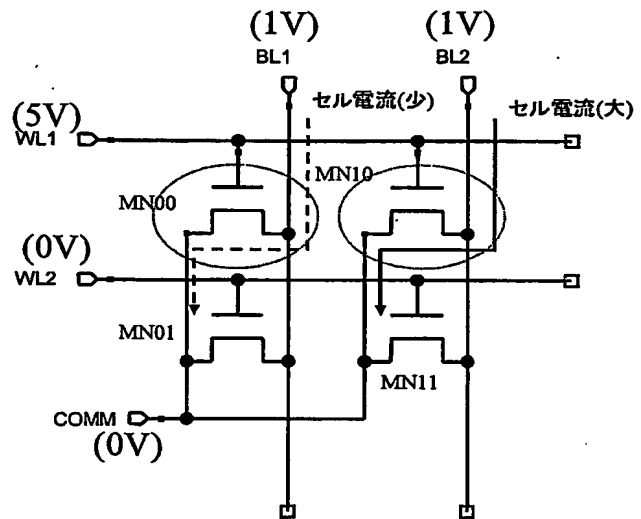 (1V) (1V)
BL1 BL2
セル電流(少) セル電流(大)
(5V)
WL1
MN10
MN00
(0V)
WL2
MN01
MN11
COMM
(0V)